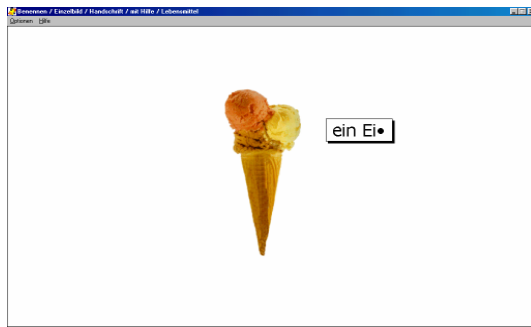 Benennen / Einzelbild / Handschrift / mit Hilfe / Lebensmittel
Optionen Hilfe
ein Ei•